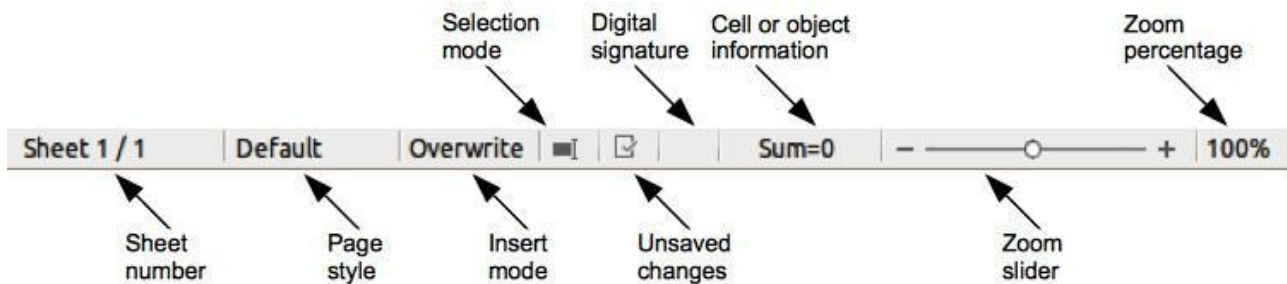 Selection
mode
Digital
signature
Cell or object
information
Zoom
percentage
Sheet 1 / 1
Default
Overwrite
Sum=0
100%
Sheet
number
Page
style
Insert
mode
Unsaved
changes
Zoom
slider